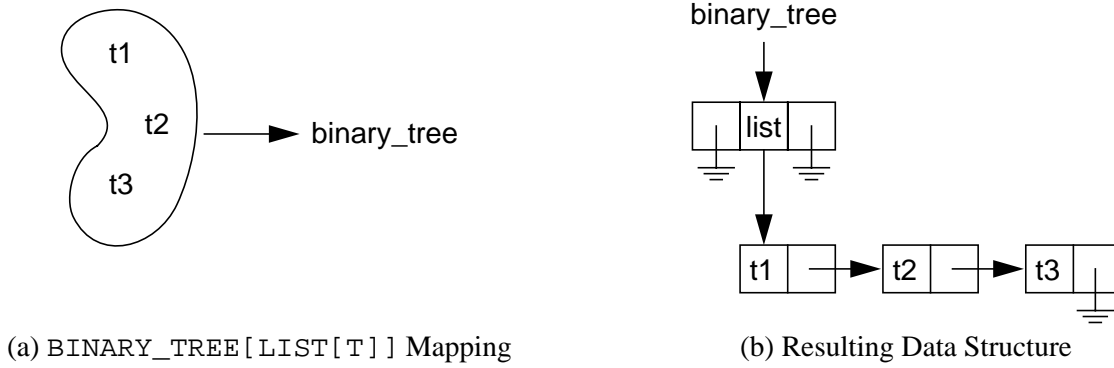 t1
t2
t3
binary_tree
(a) BINARY_TREE[LIST[T]] Mapping
binary_tree
list
t1
t2
t3
(b) Resulting Data Structure